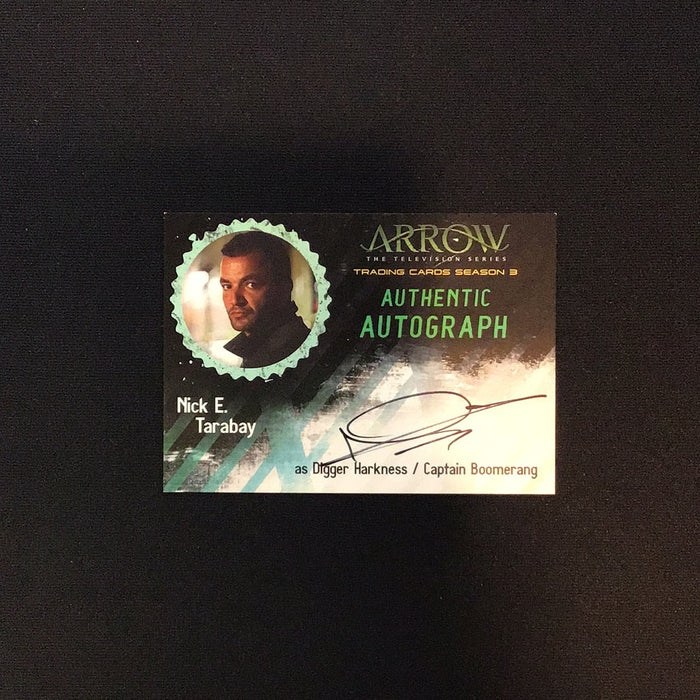 ARROW
THE TELEVISION SERIES
TRADING CARDS SEASON 3
AUTHENTIC
AUTOGRAPH
Nick E.
Tarabay
as Digger Harkness / Captain Boomerang